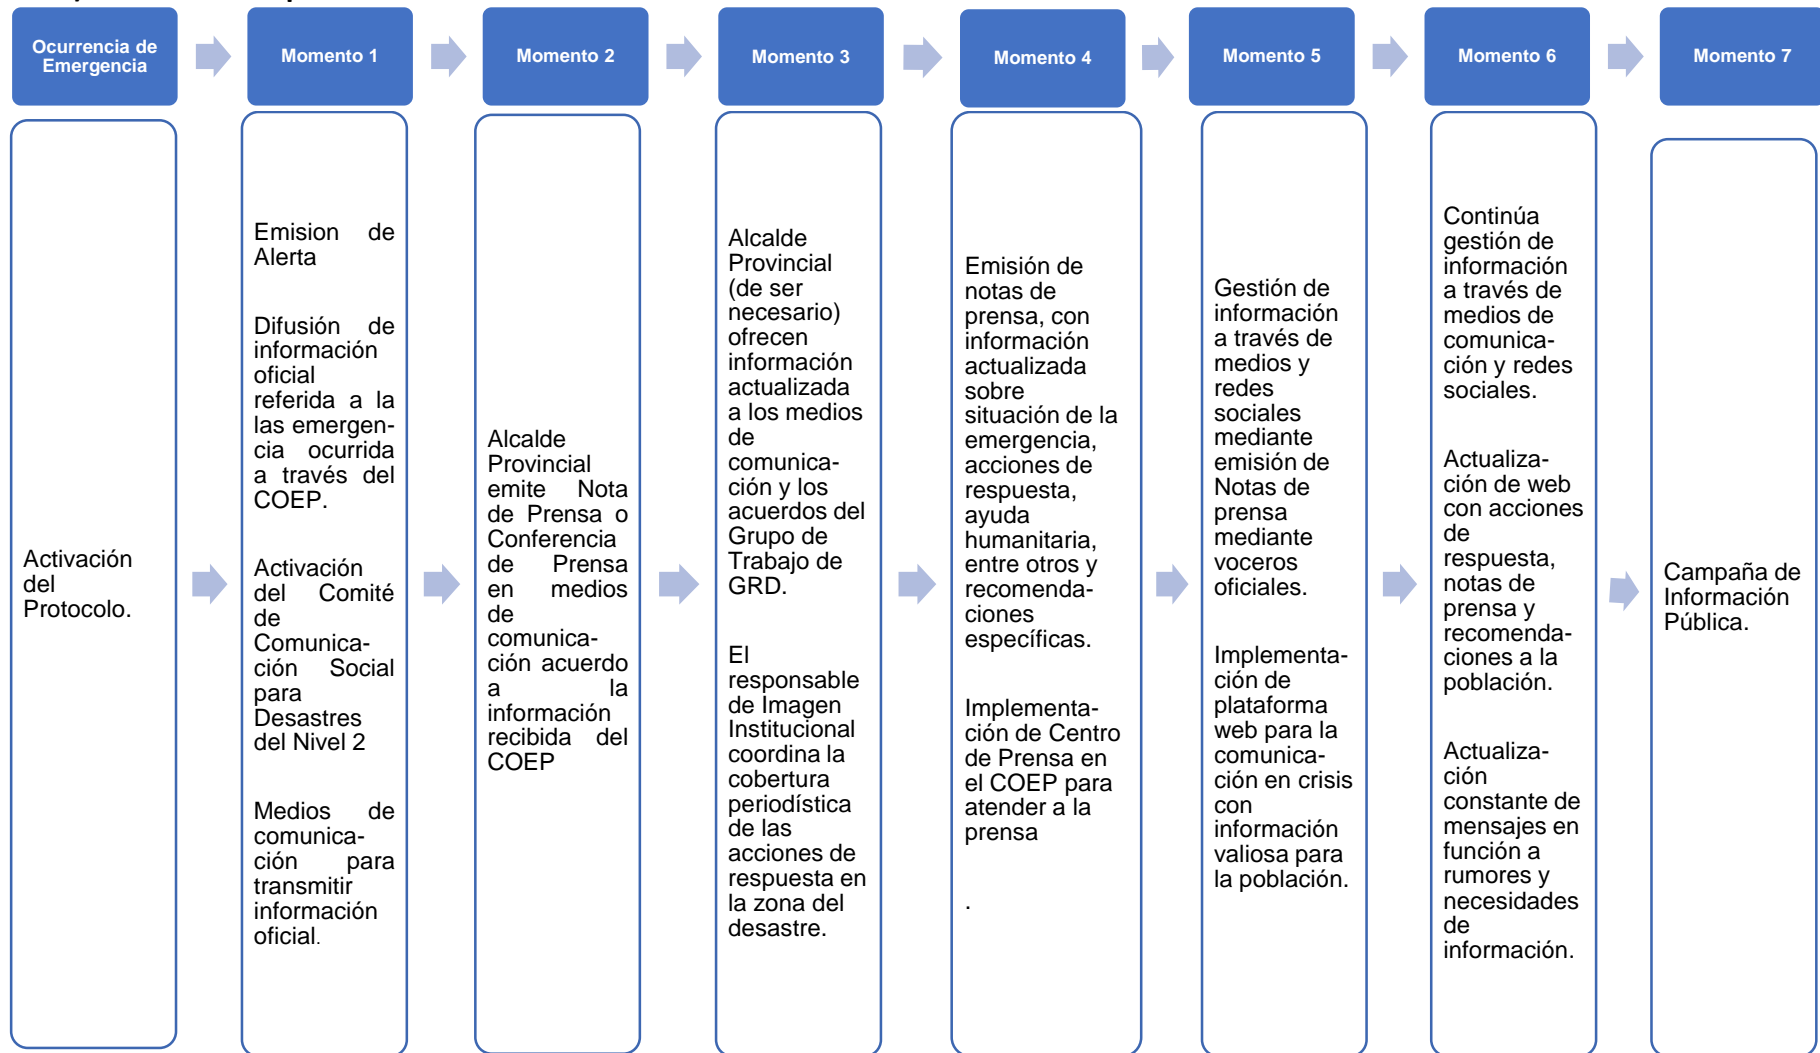 Ocurrencia de
Emergencia
Momento 1
Momento 2
Momento 3
Momento 4
Momento 5
Momento 6
Momento 7
Activación
del
Protocolo.
Emision de
Alerta
Difusión de
información
oficial
referida a la
las emergen-
cia ocurrida
a través del
COEP.
Activación
del Comité
de
Comunica-
ción Social
para
Desastres
del Nivel 2
Medios de
comunica-
ción para
transmitir
información
oficial.
Alcalde
Provincial
emite Nota
de Prensa o
Conferencia
de Prensa
en medios
de
comunica-
ción acuerdo
a la
información
recibida del
COEP
Alcalde
Provincial
(de ser
necesario)
ofrecen
información
actualizada
a los medios
de
comunica-
ción y los
acuerdos del
Grupo de
Trabajo de
GRD.
El
responsable
de Imagen
Institucional
coordina la
cobertura
periodística
de las
acciones de
respuesta en
la zona del
desastre.
Emisión de
notas de
prensa, con
información
actualizada
sobre
situación de la
emergencia,
acciones de
respuesta,
ayuda
humanitaria,
entre otros y
recomenda-
ciones
específicas.
Implementa-
ción de Centro
de Prensa en
el COEP para
atender a la
prensa
.
Gestión de
información
a través de
medios y
redes
sociales
mediante
emisión de
Notas de
prensa
mediante
voceros
oficiales.
Implementa-
ción de
plataforma
web para la
comunica-
ción en crisis
con
información
valiosa para
la población.
Continúa
gestión de
información
a través de
medios de
comunica-
ción y redes
sociales.
Actualiza-
ción de web
con acciones
de
respuesta,
notas de
prensa y
recomenda-
ciones a la
población.
Actualiza-
ción
constante de
mensajes en
función a
rumores y
necesidades
de
información.
Campaña de
Información
Pública.